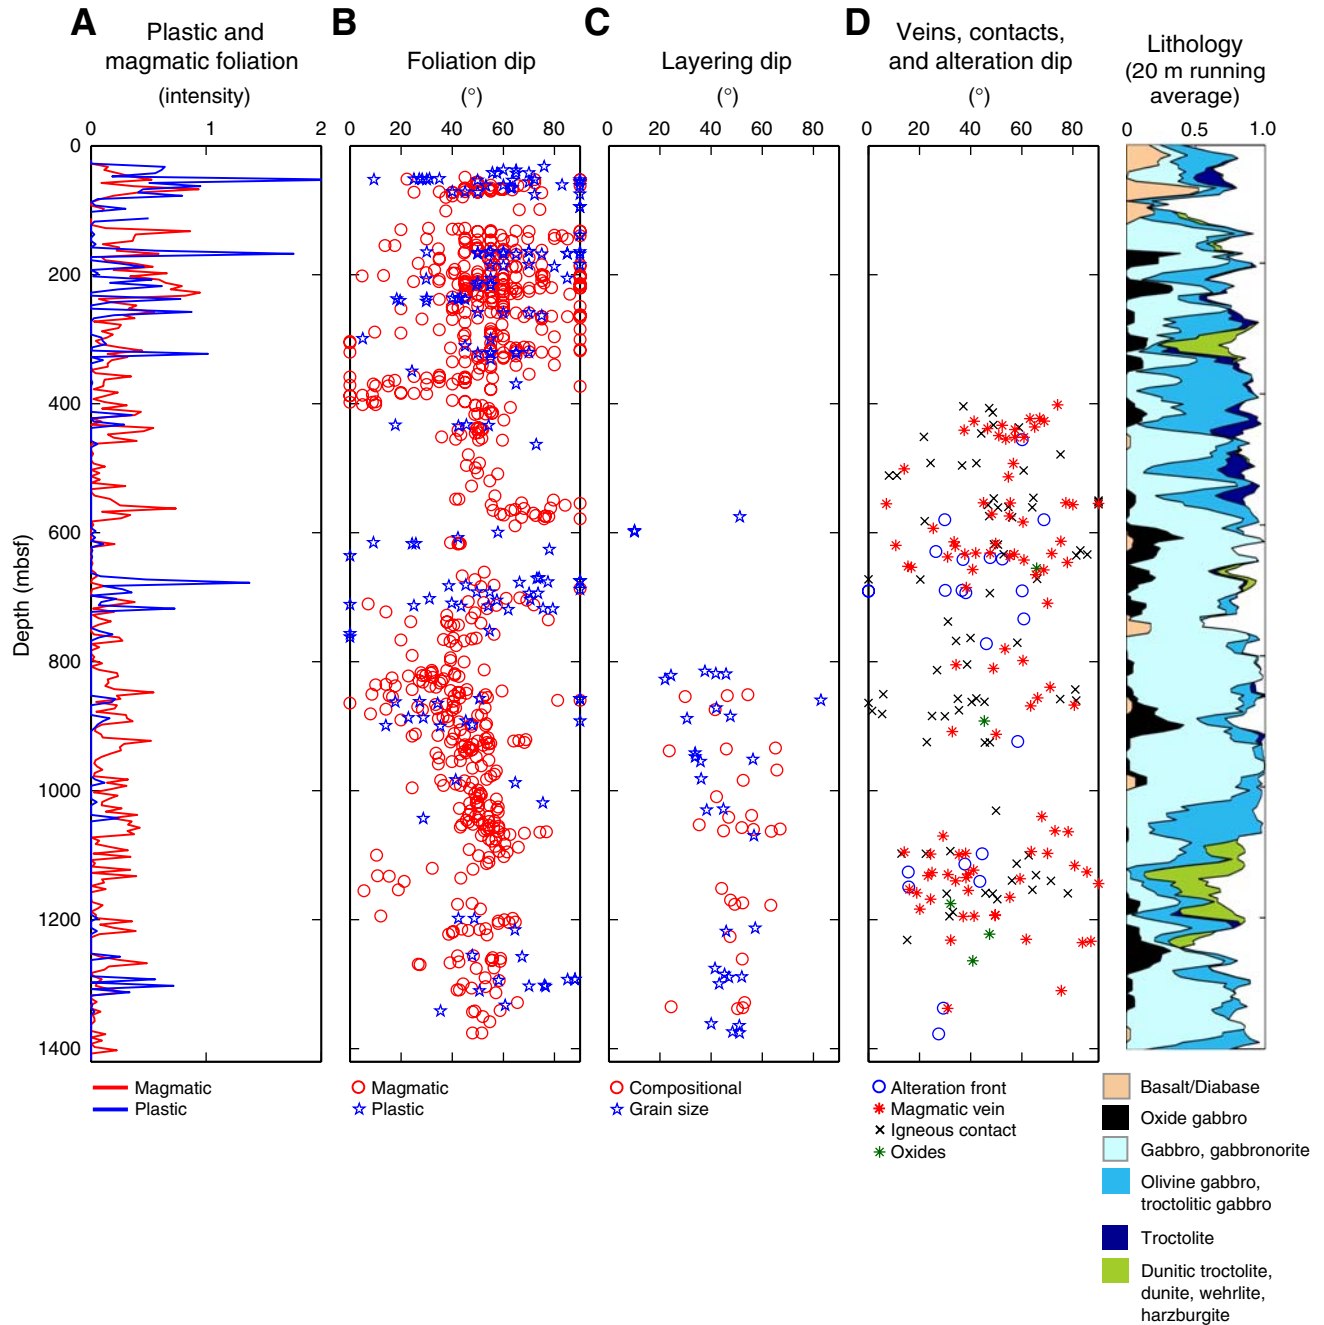 A
Plastic and
magmatic foliation
(intensity)
B
Foliation dip
(°)
C
Layering dip
(°)
D
Veins, contacts,
and alteration dip
(°)
Lithology
(20 m running
average)
0 1 2
0 20 40 60 80
0 20 40 60 80
0 20 40 60 80
0 0.5 1.0
Depth (mbsf)
0
200
400
600
800
1000
1200
1400
Magmatic
Plastic
Magmatic
Plastic
Compositional
Grain size
Alteration front
Magmatic vein
Igneous contact
Oxides
Basalt/Diabase
Oxide gabbro
Gabbro, gabbronorite
Olivine gabbro,
troctolitic gabbro
Troctolite
Dunitic troctolite,
dunite, wehrlite,
harzburgite